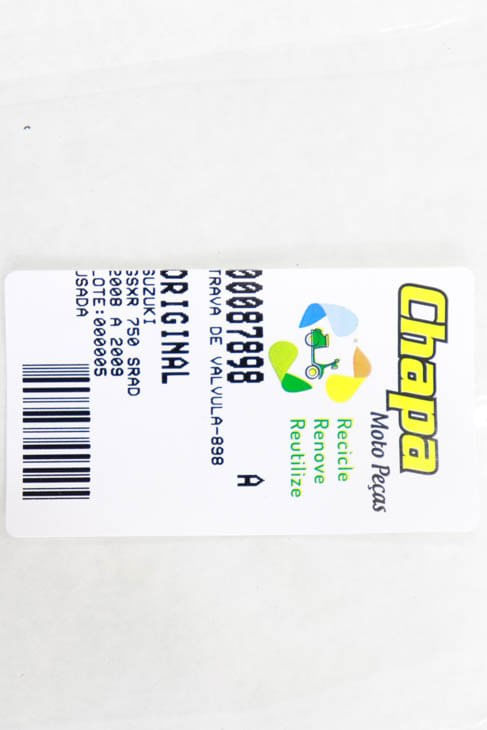 Chapa
Moto Peças
Recicle
Renove
Reutilize
00087898 A
TRAVA DE VALVULA-898
ORIGINAL
SUZUKI
GSXR 750 SRAD
2008 A 2009
LOTE:000005
USADA